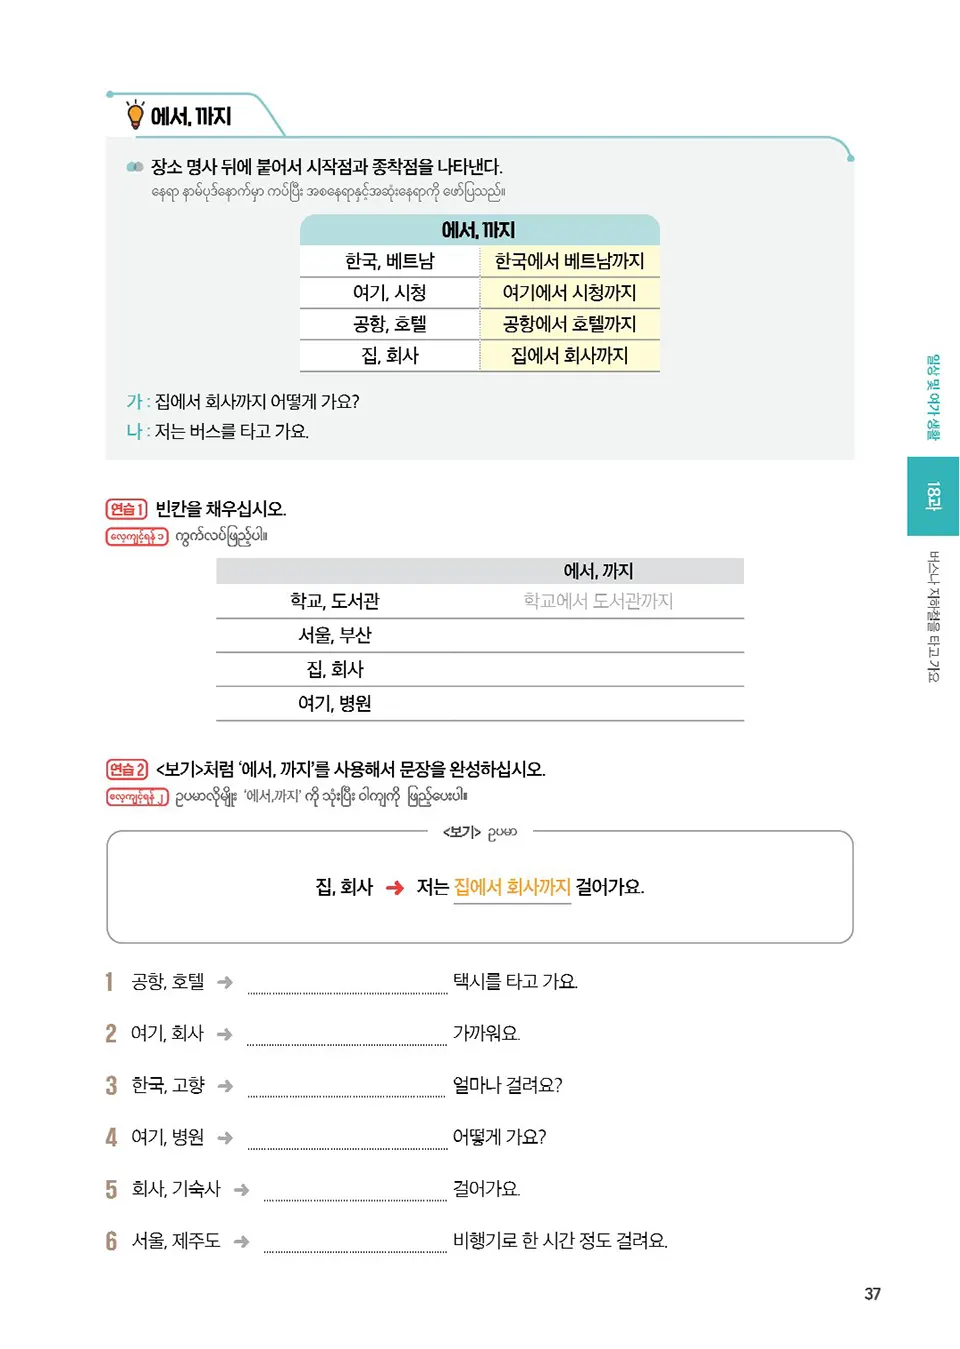 에서, 까지
장소 명사 뒤에 붙어서 시작점과 종착점을 나타낸다.
နေရာ နာမ်ပုဒ်နောက်မှာ ကပ်ပြီး အစနေရာနှင့်အဆုံးနေရာကို ဖော်ပြသည်။
에서, 까지
한국, 베트남 한국에서 베트남까지
여기, 시청 여기에서 시청까지
공항, 호텔 공항에서 호텔까지
집, 회사 집에서 회사까지
가 : 집에서 회사까지 어떻게 가요?
나 : 저는 버스를 타고 가요.
연습 1 빈칸을 채우십시오.
လေ့ကျင့်ရန် ၁ ကွက်လပ်ဖြည့်ပါ။
에서, 까지
학교, 도서관 학교에서 도서관까지
서울, 부산
집, 회사
여기, 병원
연습 2 <보기>처럼 ‘에서, 까지’를 사용해서 문장을 완성하십시오.
လေ့ကျင့်ရန် ၂ ဥပမာလိုမျိုး ‘에서,까지’ ကို သုံးပြီး ဝါကျကို ဖြည့်ပေးပါ။
<보기> ဥပမာ
집, 회사 ➔ 저는 집에서 회사까지 걸어가요.
1 공항, 호텔 ➔ 택시를 타고 가요.
2 여기, 회사 ➔ 가까워요.
3 한국, 고향 ➔ 얼마나 걸려요?
4 여기, 병원 ➔ 어떻게 가요?
5 회사, 기숙사 ➔ 걸어가요.
6 서울, 제주도 ➔ 비행기로 한 시간 정도 걸려요.
일상 및 여가 생활
18과
버스나 지하철을 타고 가요
37